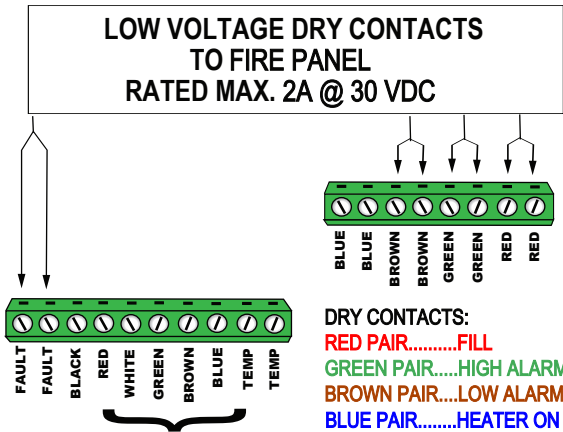 LOW VOLTAGE DRY CONTACTS
TO FIRE PANEL
RATED MAX. 2A @ 30 VDC
BLUE
BLUE
BROWN
BROWN
GREEN
GREEN
RED
RED
FAULT
FAULT
BLACK
RED
WHITE
GREEN
BROWN
BLUE
TEMP
TEMP
DRY CONTACTS:
RED PAIR.........FILL
GREEN PAIR....HIGH ALARM
BROWN PAIR....LOW ALARM
BLUE PAIR........HEATER ON